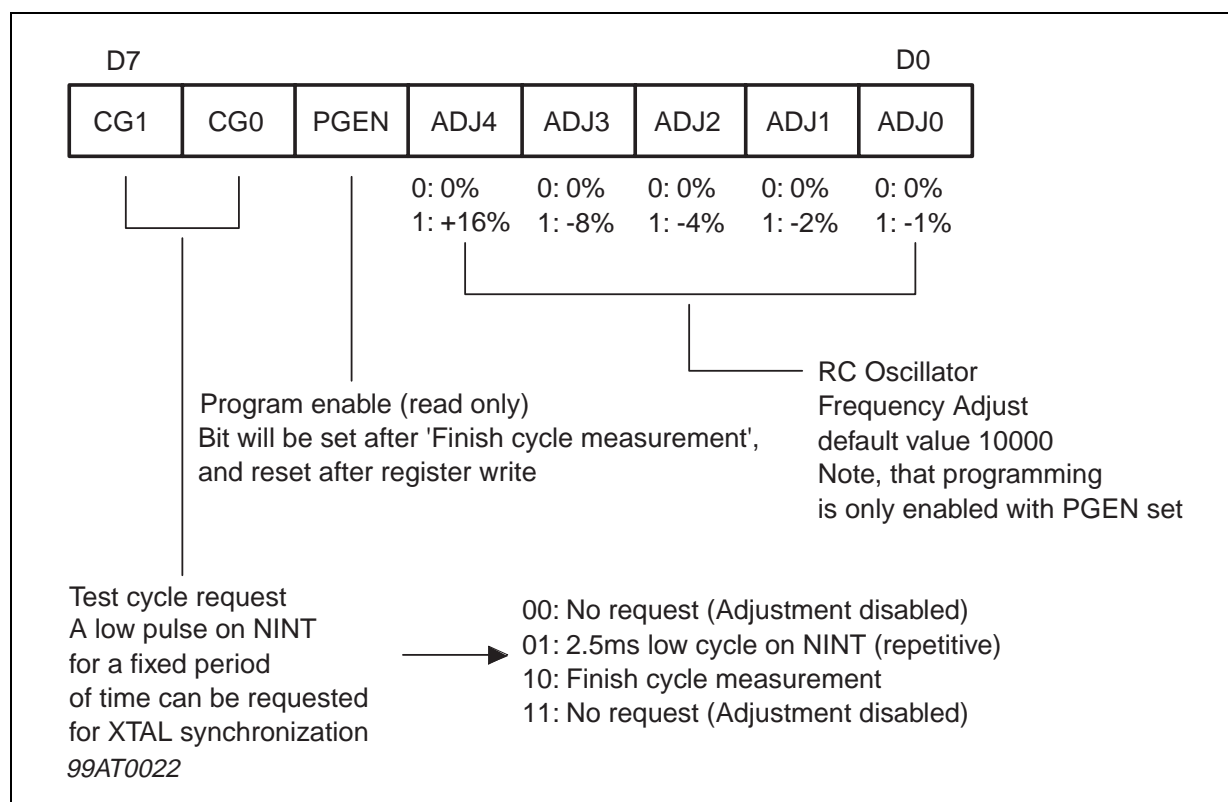 D7 D0
CG1 CG0 PGEN ADJ4 ADJ3 ADJ2 ADJ1 ADJ0
0: 0% 0: 0% 0: 0% 0: 0% 0: 0%
1: +16% 1: -8% 1: -4% 1: -2% 1: -1%
RC Oscillator
Frequency Adjust
default value 10000
Note, that programming
is only enabled with PGEN set
Program enable (read only)
Bit will be set after 'Finish cycle measurement',
and reset after register write
Test cycle request
A low pulse on NINT
for a fixed period
of time can be requested
for XTAL synchronization
00: No request (Adjustment disabled)
01: 2.5ms low cycle on NINT (repetitive)
10: Finish cycle measurement
11: No request (Adjustment disabled)
99AT0022